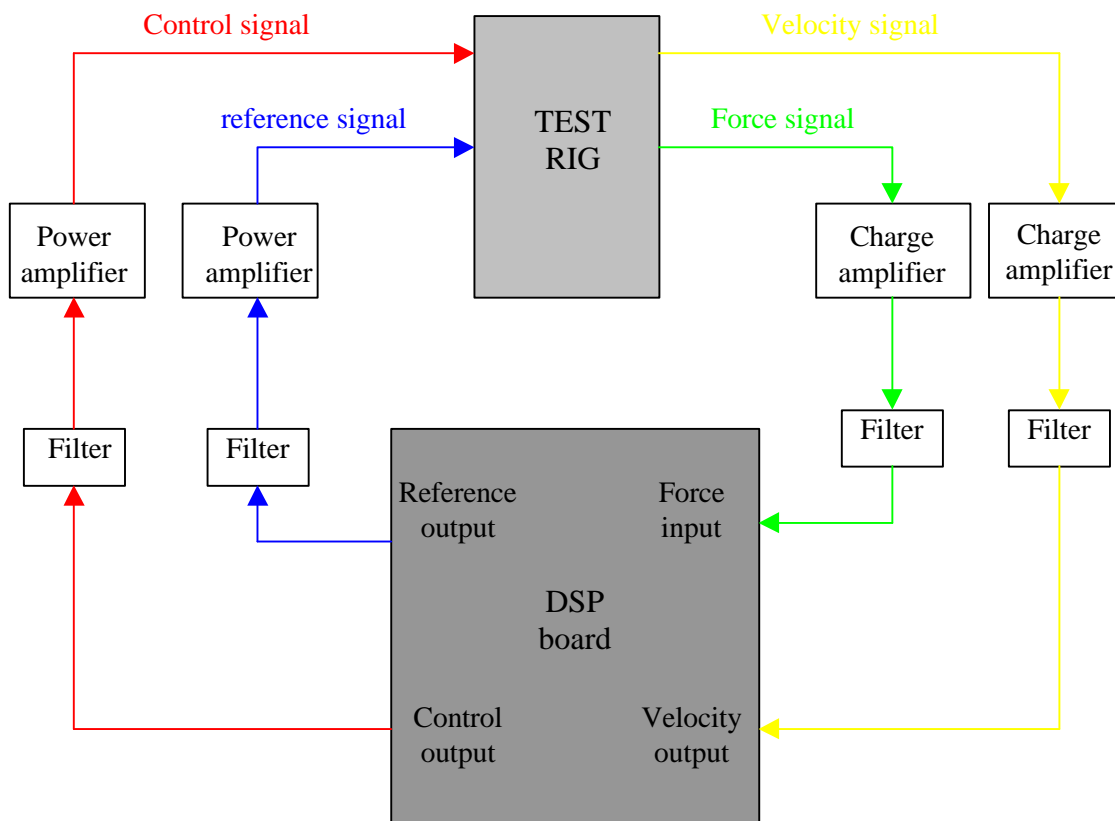 Control signal
Velocity signal
reference signal
TEST
RIG
Force signal
Power
amplifier
Power
amplifier
Charge
amplifier
Charge
amplifier
Filter
Filter
Filter
Filter
Reference
output
Force
input
DSP
board
Control
output
Velocity
output